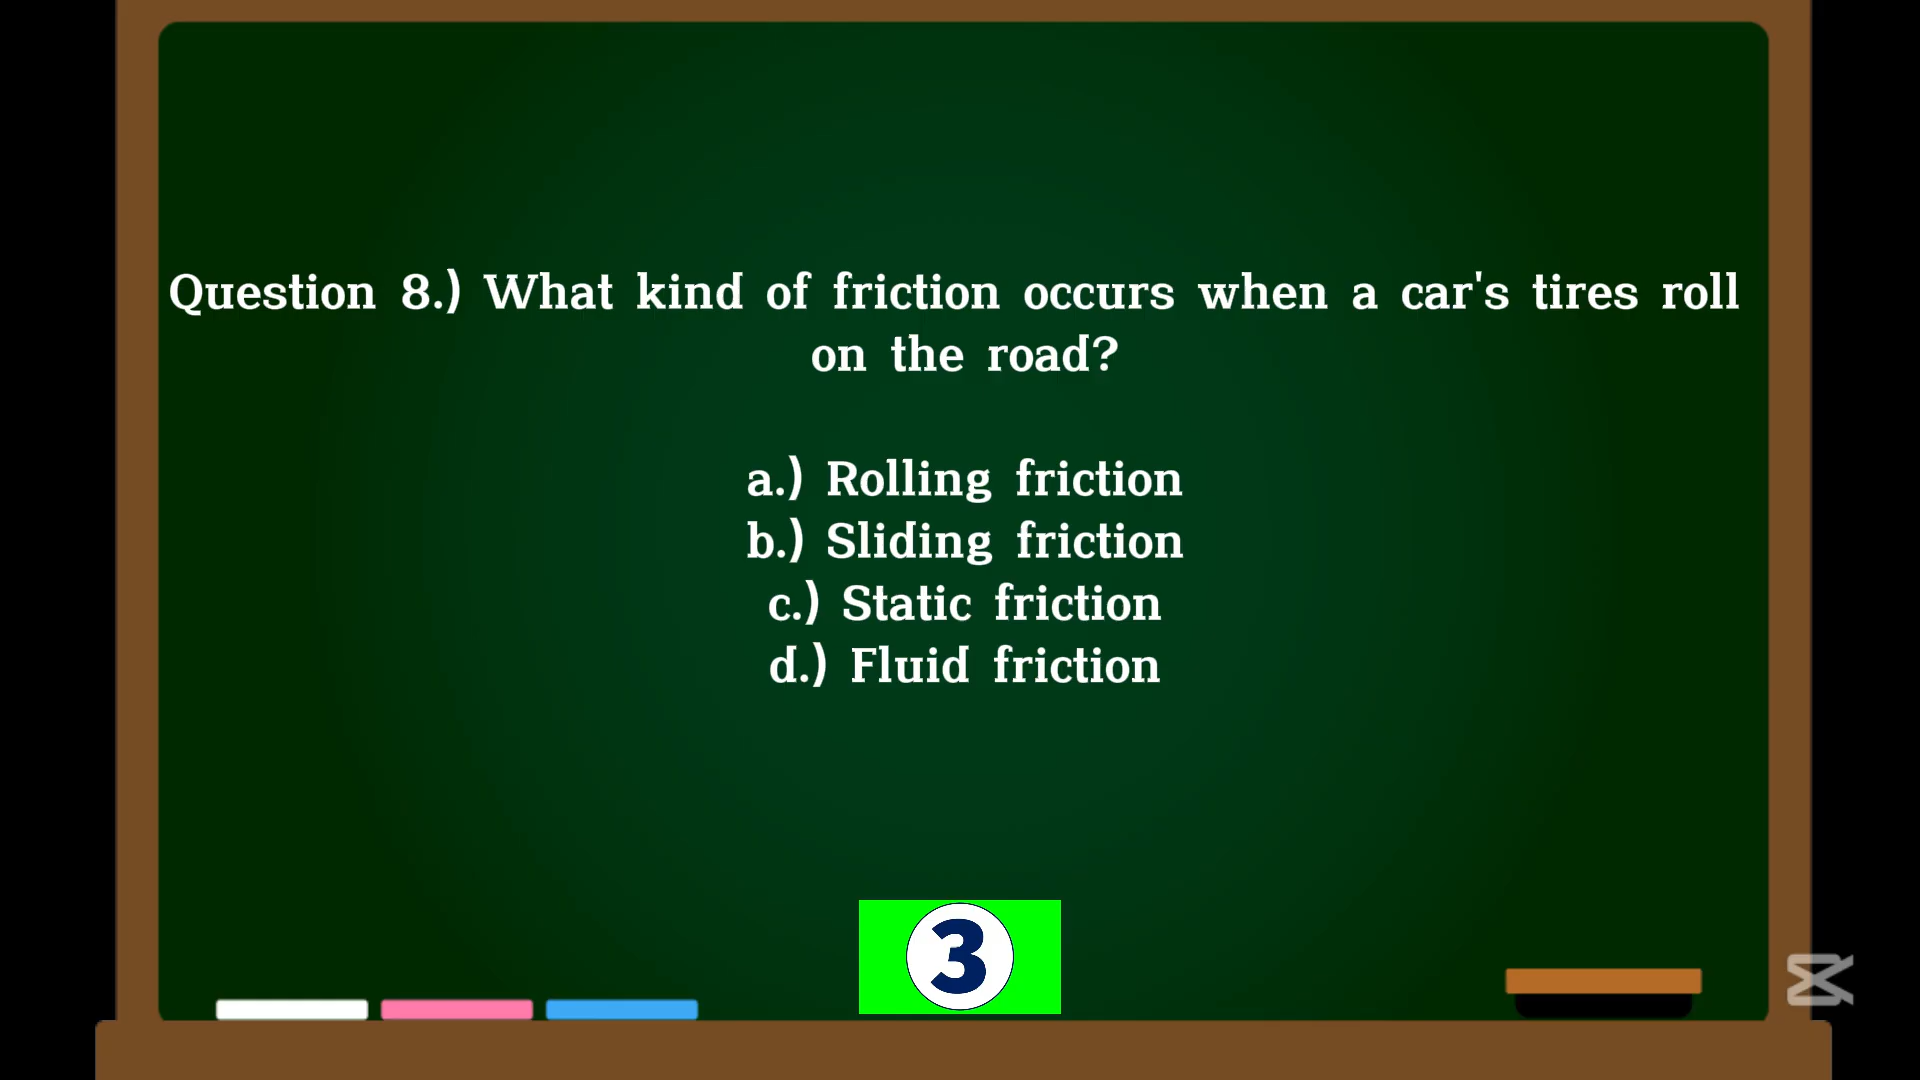 Question 8.) What kind of friction occurs when a car's tires roll
on the road?
a.) Rolling friction
b.) Sliding friction
c.) Static friction
d.) Fluid friction
3